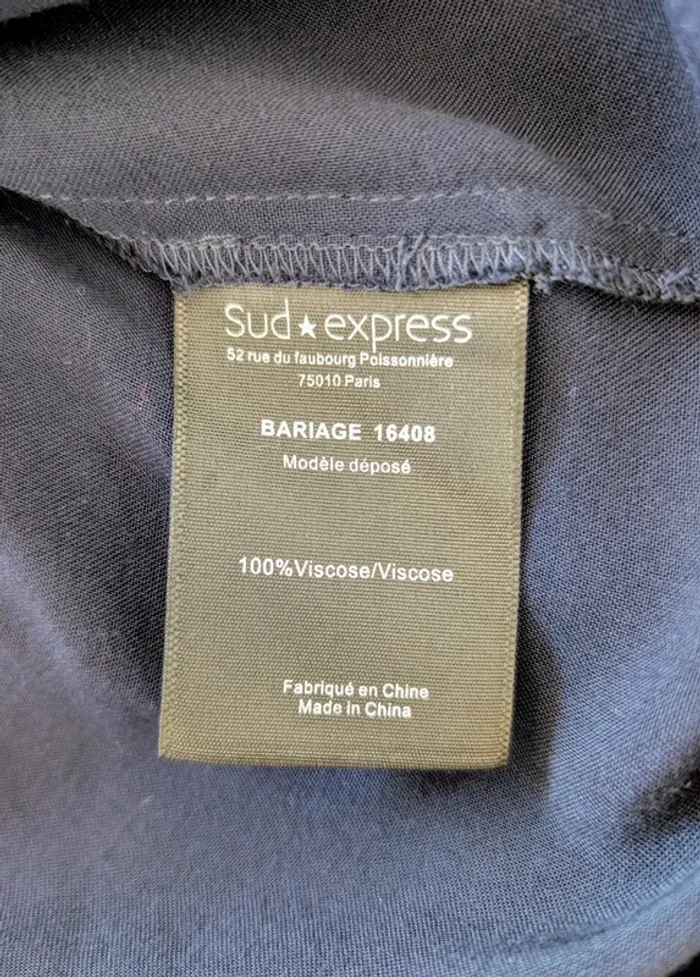 Sud★express
52 rue du faubourg Poissonnière
75010 Paris
BARIAGE 16408
Modèle déposé
100%Viscose/Viscose
Fabriqué en Chine
Made in China